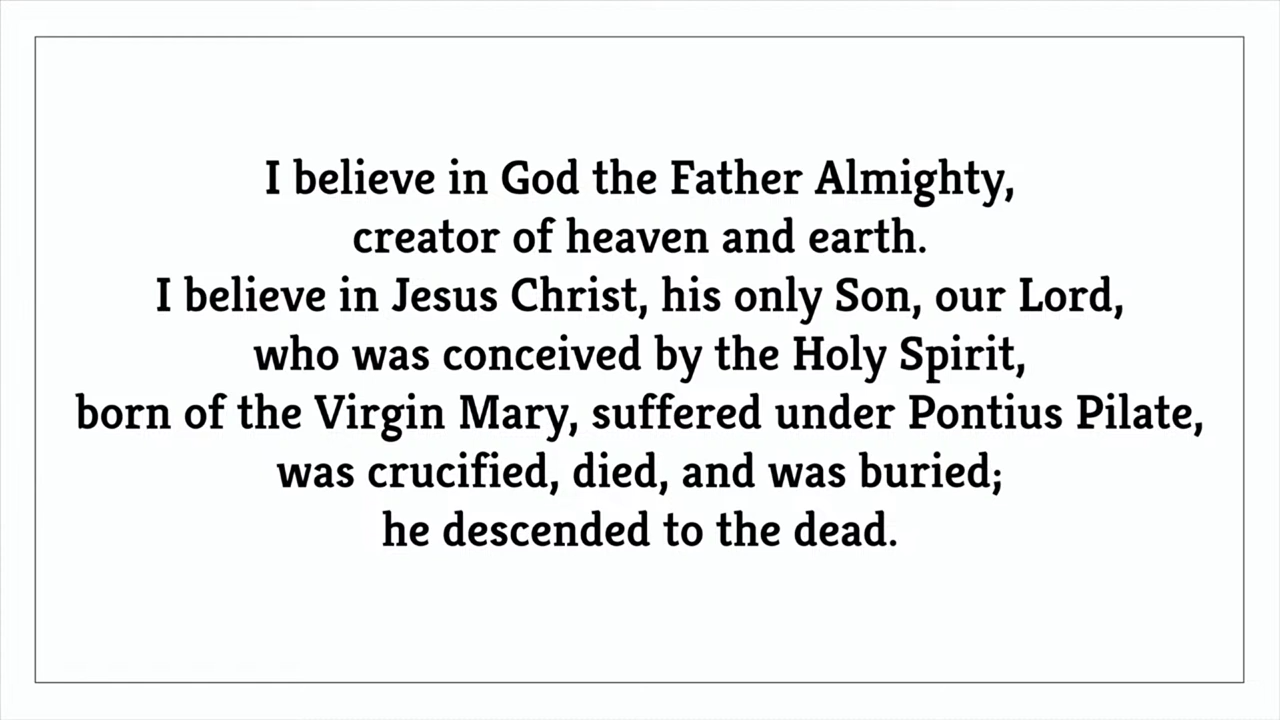 I believe in God the Father Almighty,
creator of heaven and earth.
I believe in Jesus Christ, his only Son, our Lord,
who was conceived by the Holy Spirit,
born of the Virgin Mary, suffered under Pontius Pilate,
was crucified, died, and was buried;
he descended to the dead.